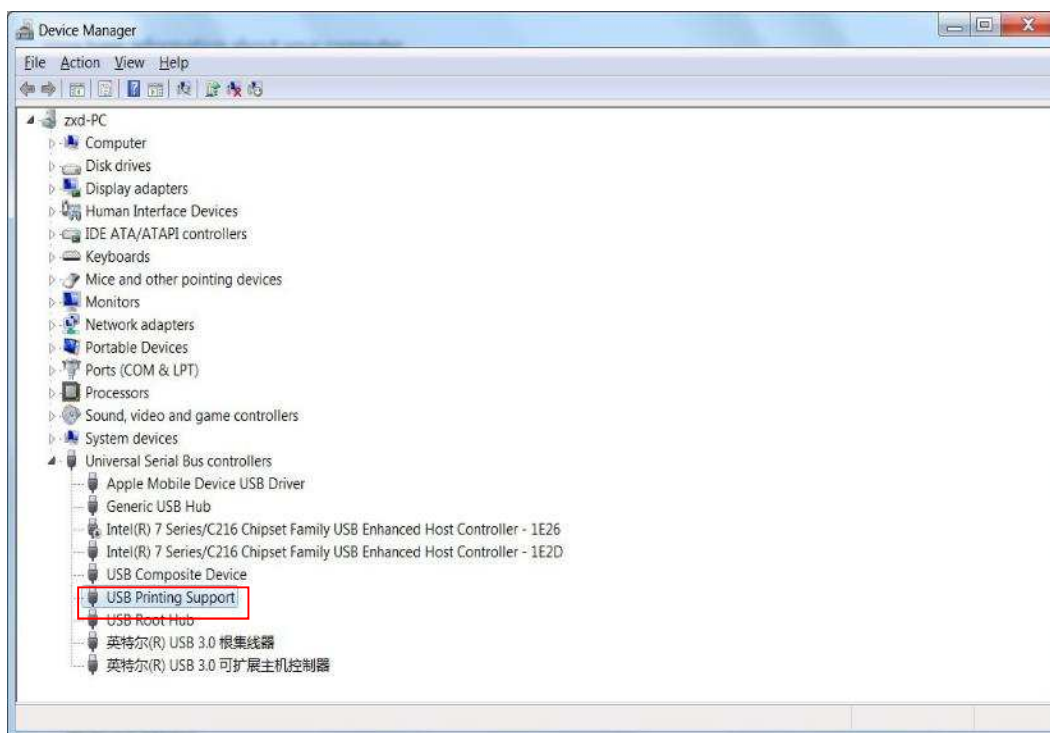 Device Manager
File Action View Help
zxd-PC
Computer
Disk drives
Display adapters
Human Interface Devices
IDE ATA/ATAPI controllers
Keyboards
Mice and other pointing devices
Monitors
Network adapters
Portable Devices
Ports (COM & LPT)
Processors
Sound, video and game controllers
System devices
Universal Serial Bus controllers
Apple Mobile Device USB Driver
Generic USB Hub
Intel(R) 7 Series/C216 Chipset Family USB Enhanced Host Controller - 1E26
Intel(R) 7 Series/C216 Chipset Family USB Enhanced Host Controller - 1E2D
USB Composite Device
USB Printing Support
USB Root Hub
英特尔(R) USB 3.0 根集线器
英特尔(R) USB 3.0 可扩展主机控制器